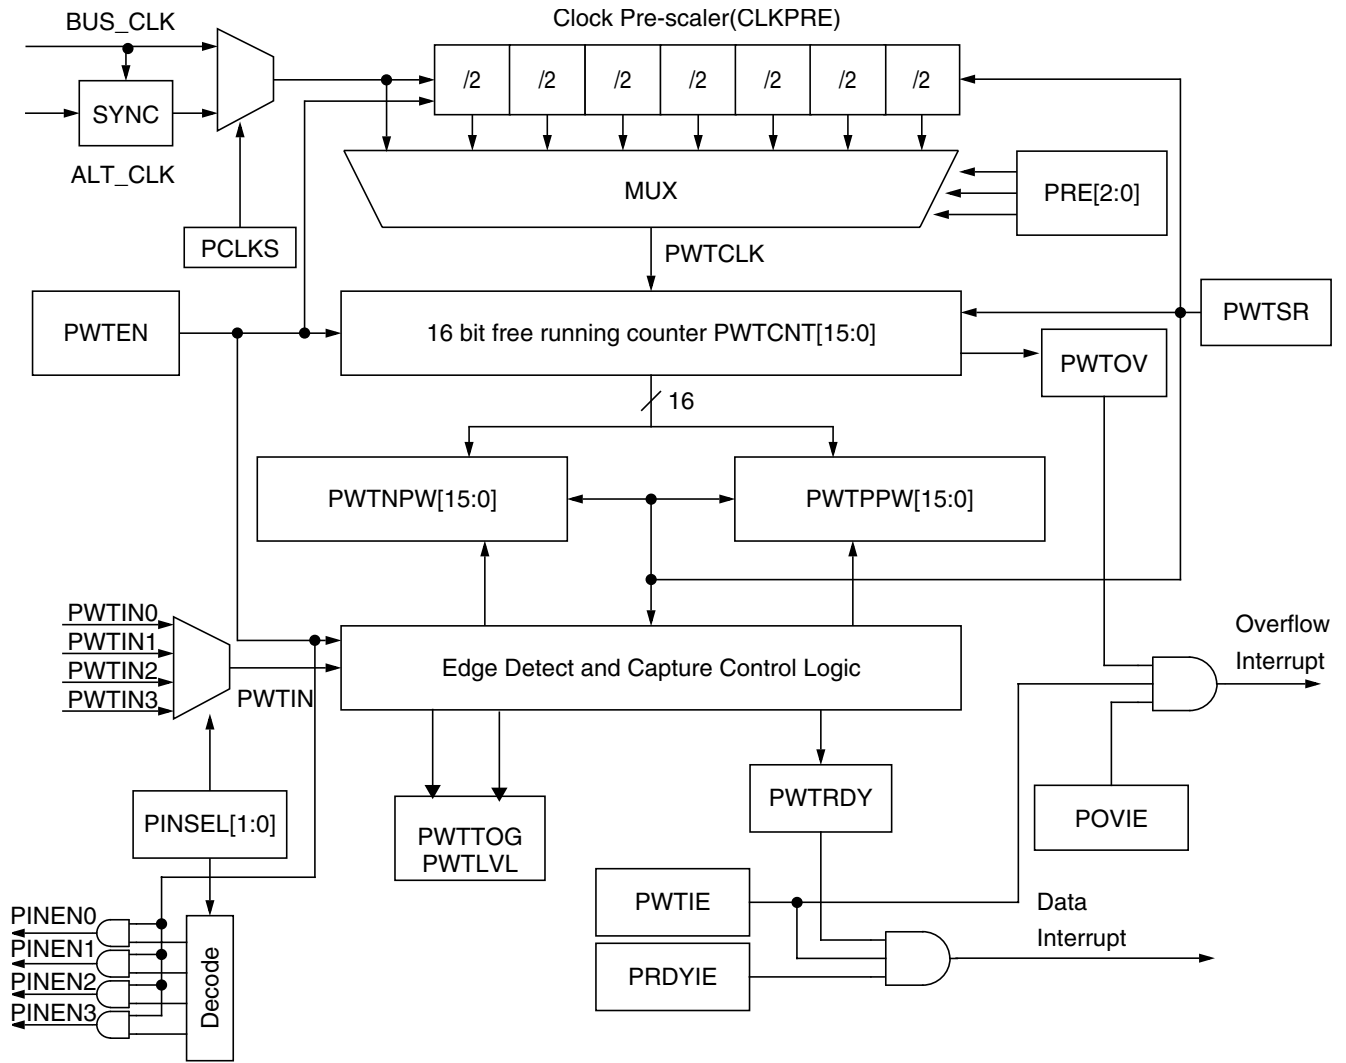 Clock Pre-scaler(CLKPRE)
BUS_CLK
/2
/2
/2
/2
/2
/2
/2
SYNC
ALT_CLK
MUX
PRE[2:0]
PCLKS
PWTCLK
PWTEN
16 bit free running counter PWTCNT[15:0]
PWTSR
PWTOV
16
PWTNPW[15:0]
PWTPPW[15:0]
PWTIN0
PWTIN1
PWTIN2
PWTIN3
PWTIN
Edge Detect and Capture Control Logic
Overflow
Interrupt
PINSEL[1:0]
PWTTOG
PWTLVL
PWTRDY
POVIE
PWTIE
PRDYIE
Data
Interrupt
PINEN0
PINEN1
PINEN2
PINEN3
Decode